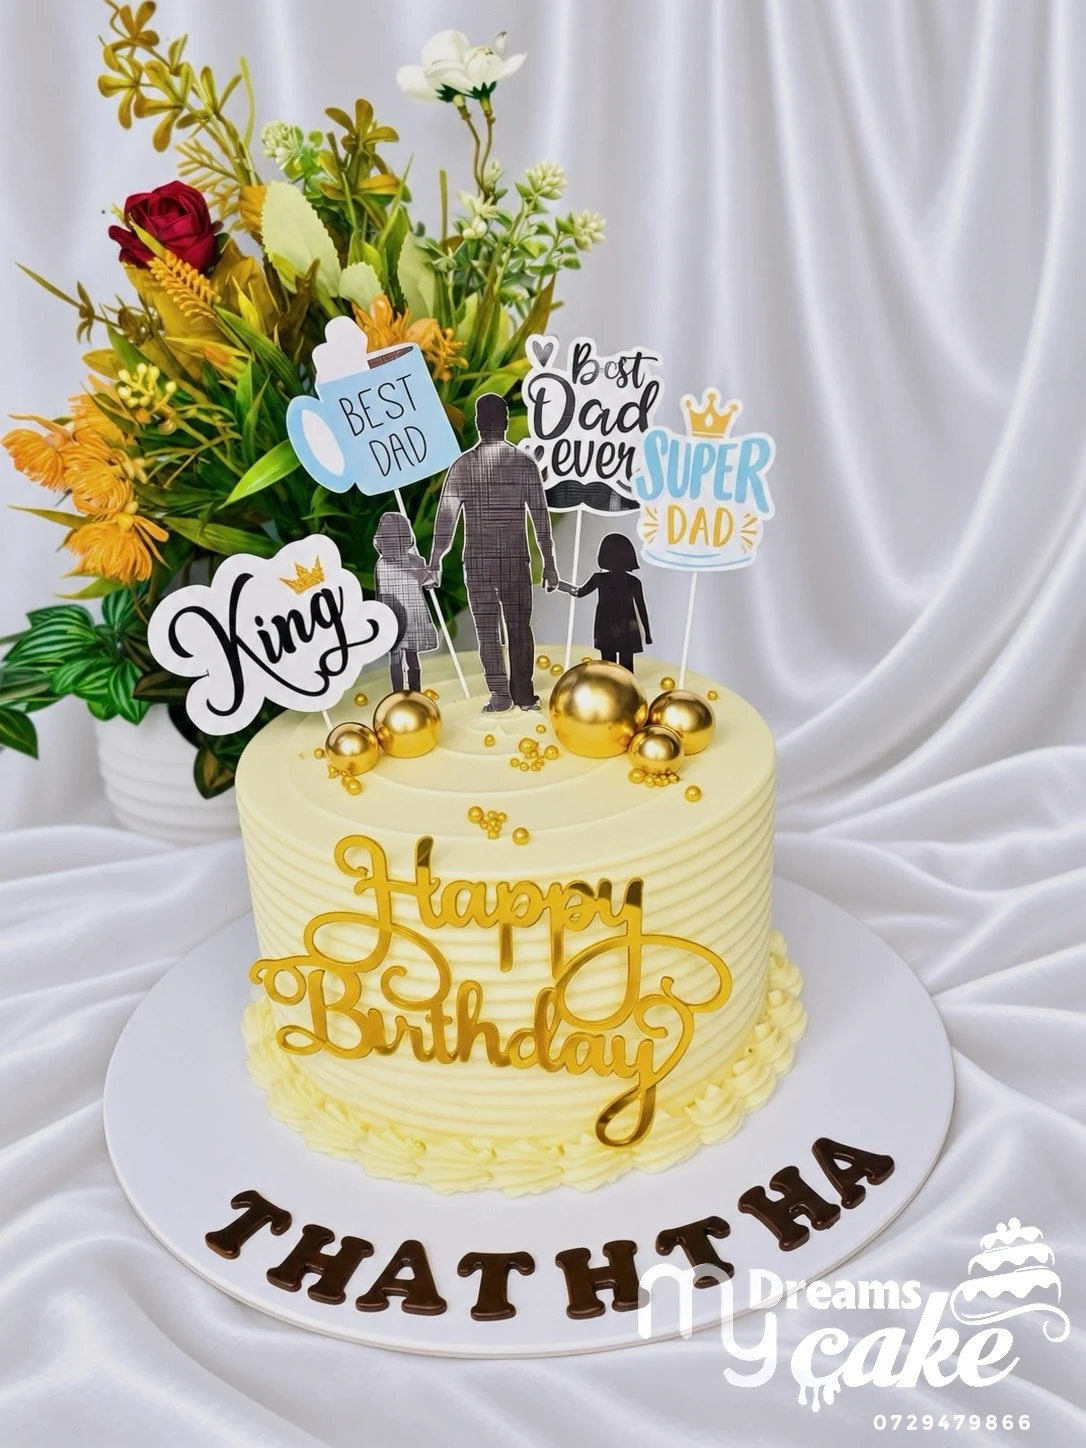 BEST
DAD
Best
Dad
ever
SUPER
DAD
King
Happy
Birthday
THATHTHA
My Dreams
cake
0729479866